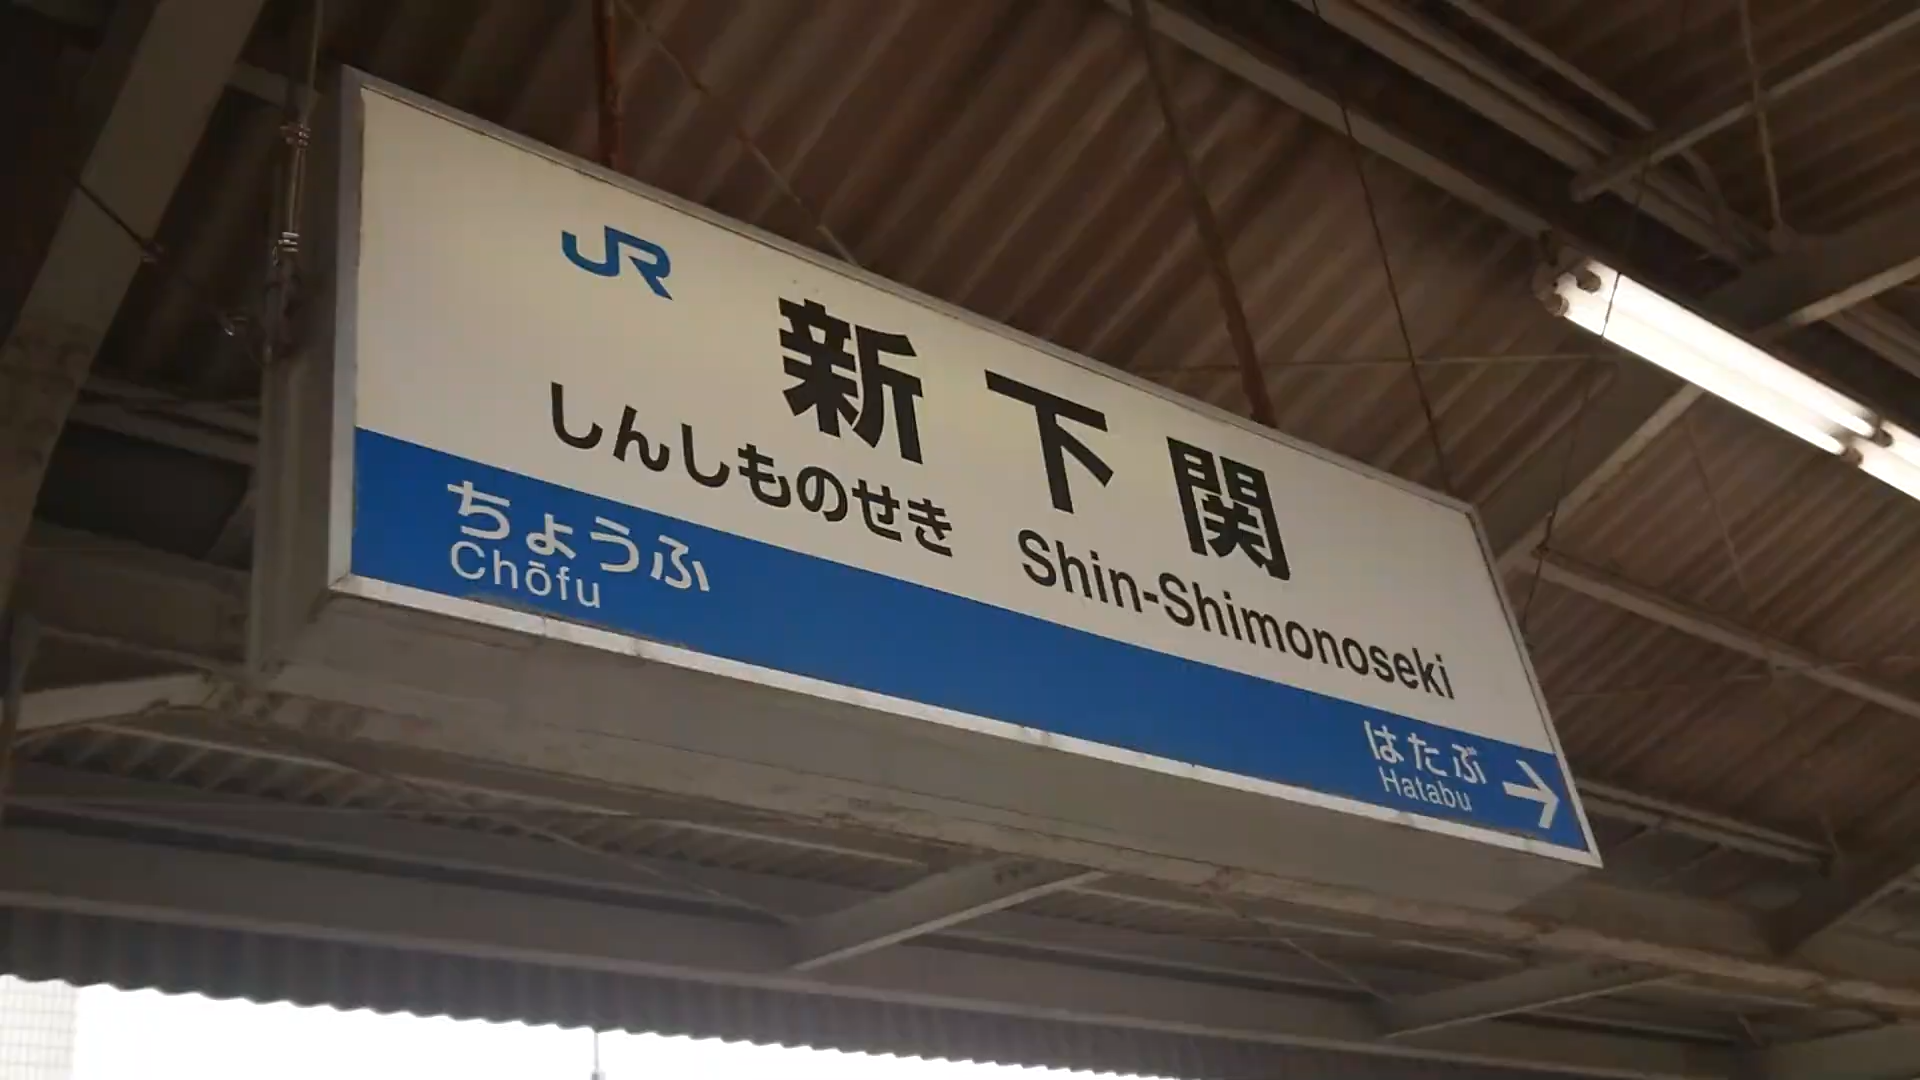 JR
新下関
しんしものせき Shin-Shimonoseki
ちょうふ
Chōfu
はたぶ
Hatabu →